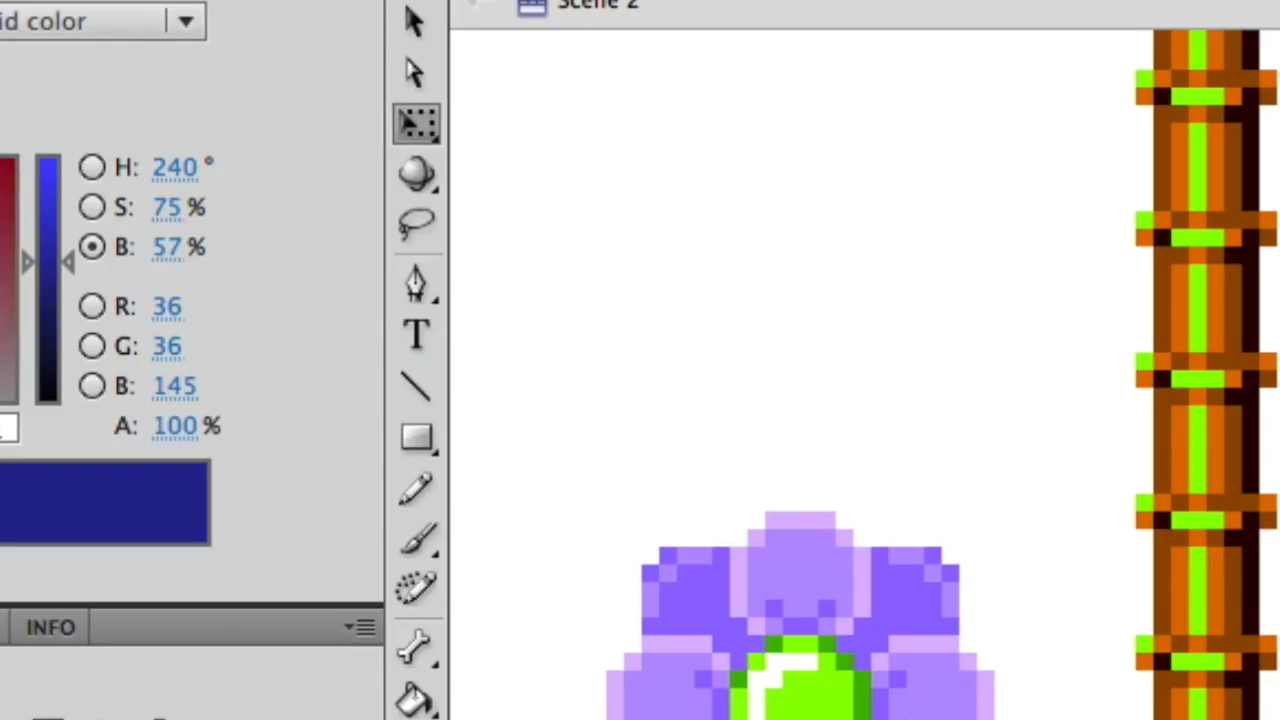 Scene 2
id color
H: 240 °
S: 75 %
B: 57 %
R: 36
G: 36
B: 145
A: 100 %
T
INFO